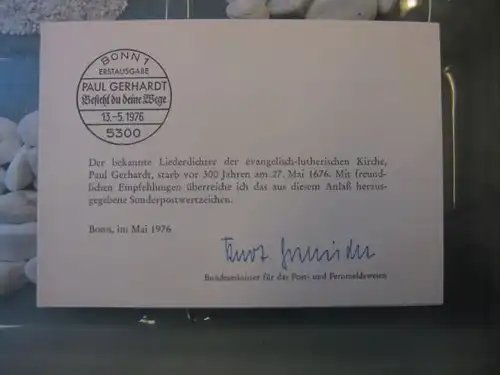 BONN 1
ERSTAUSGABE
PAUL GERHARDT
Befiehl du deine Wege
13.-5.1976
5300
Der bekannte Liederdichter der evangelisch-lutherischen Kirche,
Paul Gerhardt, starb vor 300 Jahren am 27. Mai 1676. Mit freund-
lichen Empfehlungen überreiche ich das aus diesem Anlaß heraus-
gegebene Sonderpostwertzeichen.
Bonn, im Mai 1976
Kurt Gscheidle
Bundesminister für das Post- und Fernmeldewesen